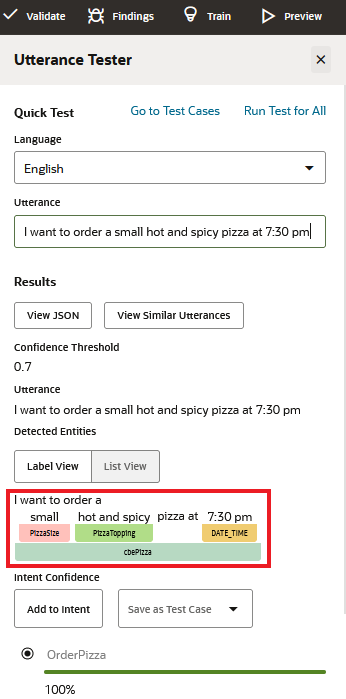 Validate Findings Train Preview
Utterance Tester
Quick Test Go to Test Cases Run Test for All
Language
English
Utterance
I want to order a small hot and spicy pizza at 7:30 pm
Results
View JSON View Similar Utterances
Confidence Threshold
0.7
Utterance
I want to order a small hot and spicy pizza at 7:30 pm
Detected Entities
Label View List View
I want to order a
small hot and spicy pizza at 7:30 pm
PizzaSize PizzaTopping DATE_TIME
cbePizza
Intent Confidence
Add to Intent Save as Test Case
OrderPizza
100%